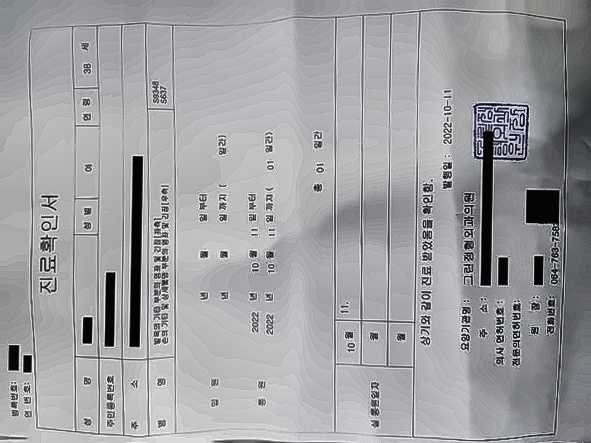 병록번호:
연 번 호:
진료확인서
성 명 성 별 여 연 령 38 세
주민등록번호
주 소
병 명 발목의 기타 부분의 염좌 및 긴장(좌측) S9348
손의 기타 및 상세불명 부분의 염좌 및 긴장(우측) S637
입 원 년 월 일 부터
년 월 일 까지 ( 일간)
통 원 2022 년 10 월 11 일 부터
2022 년 10 월 11 일 까지 ( 01 일간)
총 01 일간
실 통원일자 10 월 11.
월
월
상기와 같이 진료 받았음을 확인함.
발행일 : 2022-10-11
요양기관명 : 그린정형외과의원
주 소 :
의사 면허번호 :
전문의면허번호:
원 장 :
전화번호: 064-763-758